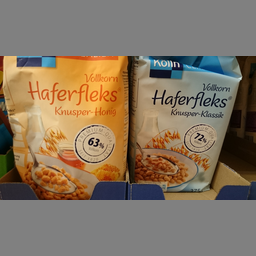 Vollkorn
Haferfleks®
Knusper-Honig
63%
Kölln
Vollkorn
Haferfleks®
Knusper-Klassik
72%